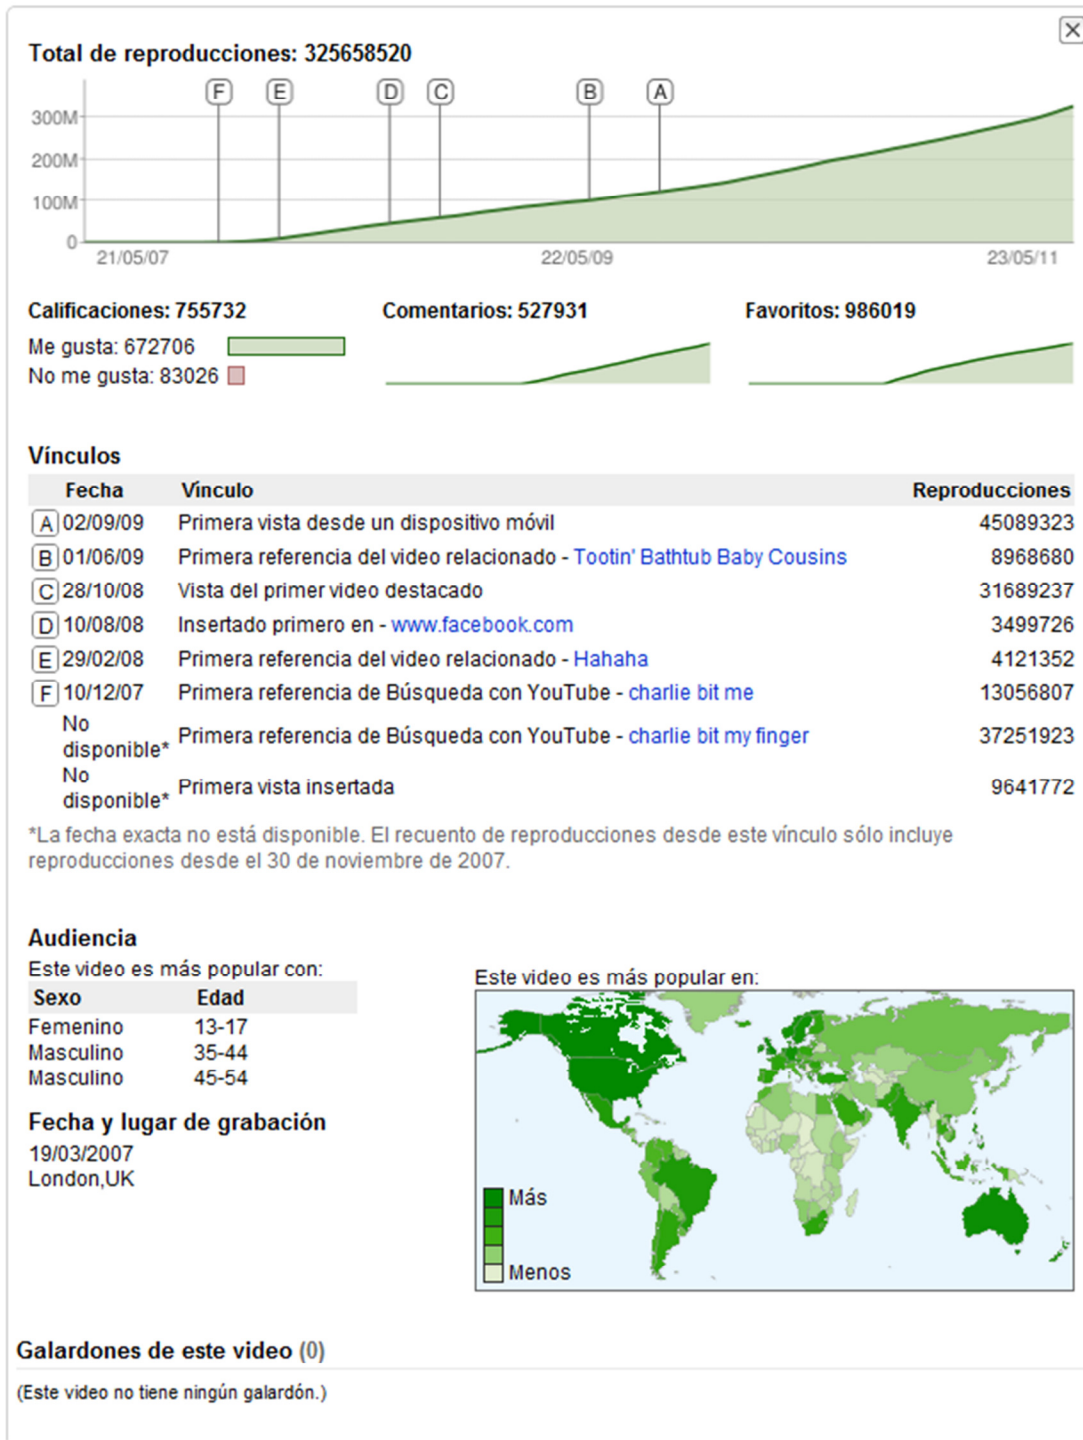 Total de reproducciones: 325658520
F E D C B A
300M
200M
100M
0
21/05/07 22/05/09 23/05/11
Calificaciones: 755732 Comentarios: 527931 Favoritos: 986019
Me gusta: 672706
No me gusta: 83026
Vínculos
Fecha Vínculo Reproducciones
A 02/09/09 Primera vista desde un dispositivo móvil 45089323
B 01/06/09 Primera referencia del video relacionado - Tootin' Bathtub Baby Cousins 8968680
C 28/10/08 Vista del primer video destacado 31689237
D 10/08/08 Insertado primero en - www.facebook.com 3499726
E 29/02/08 Primera referencia del video relacionado - Hahaha 4121352
F 10/12/07 Primera referencia de Búsqueda con YouTube - charlie bit me 13056807
No
disponible* Primera referencia de Búsqueda con YouTube - charlie bit my finger 37251923
No
disponible* Primera vista insertada 9641772
*La fecha exacta no está disponible. El recuento de reproducciones desde este vínculo sólo incluye
reproducciones desde el 30 de noviembre de 2007.
Audiencia
Este video es más popular con:
Sexo Edad
Femenino 13-17
Masculino 35-44
Masculino 45-54
Fecha y lugar de grabación
19/03/2007
London,UK
Este video es más popular en:
Más
Menos
Galardones de este video (0)
(Este video no tiene ningún galardón.)